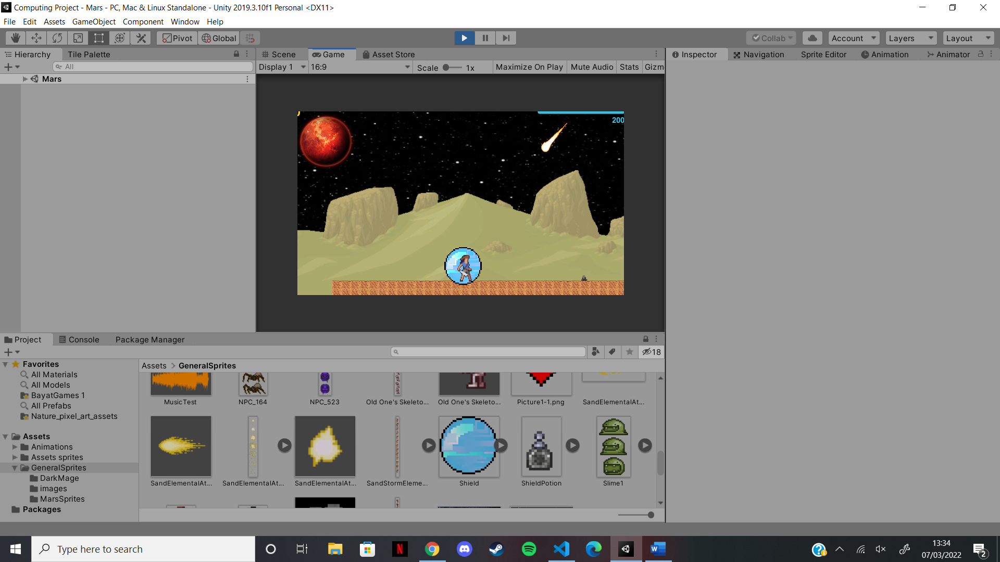 Computing Project - Mars - PC, Mac & Linux Standalone - Unity 2019.3.10f1 Personal <DX11>
File Edit Assets GameObject Component Window Help
Pivot Global Collab Account Layers Layout
Hierarchy Tile Palette Scene Game Asset Store Inspector Navigation Sprite Editor Animation Animator
All Display 1 16:9 Scale 1x Maximize On Play Mute Audio Stats Gizm
Mars
200
Project Console Package Manager
18
Favorites
All Materials
All Models
BayatGames 1
All Prefabs
Nature_pixel_art_assets
Assets
Animations
Assets sprites
GeneralSprites
DarkMage
images
MarsSprites
Packages
Assets > GeneralSprites
MusicTest NPC_164 NPC_523 Old One's Skeleto... Old One's Skeleto... Picture1-1.png SandElementalAt...
SandElementalAt... SandElementalAt... SandElementalAt... SandStormEleme... Shield ShieldPotion Slime1
Type here to search
N
W
13:34
07/03/2022
2